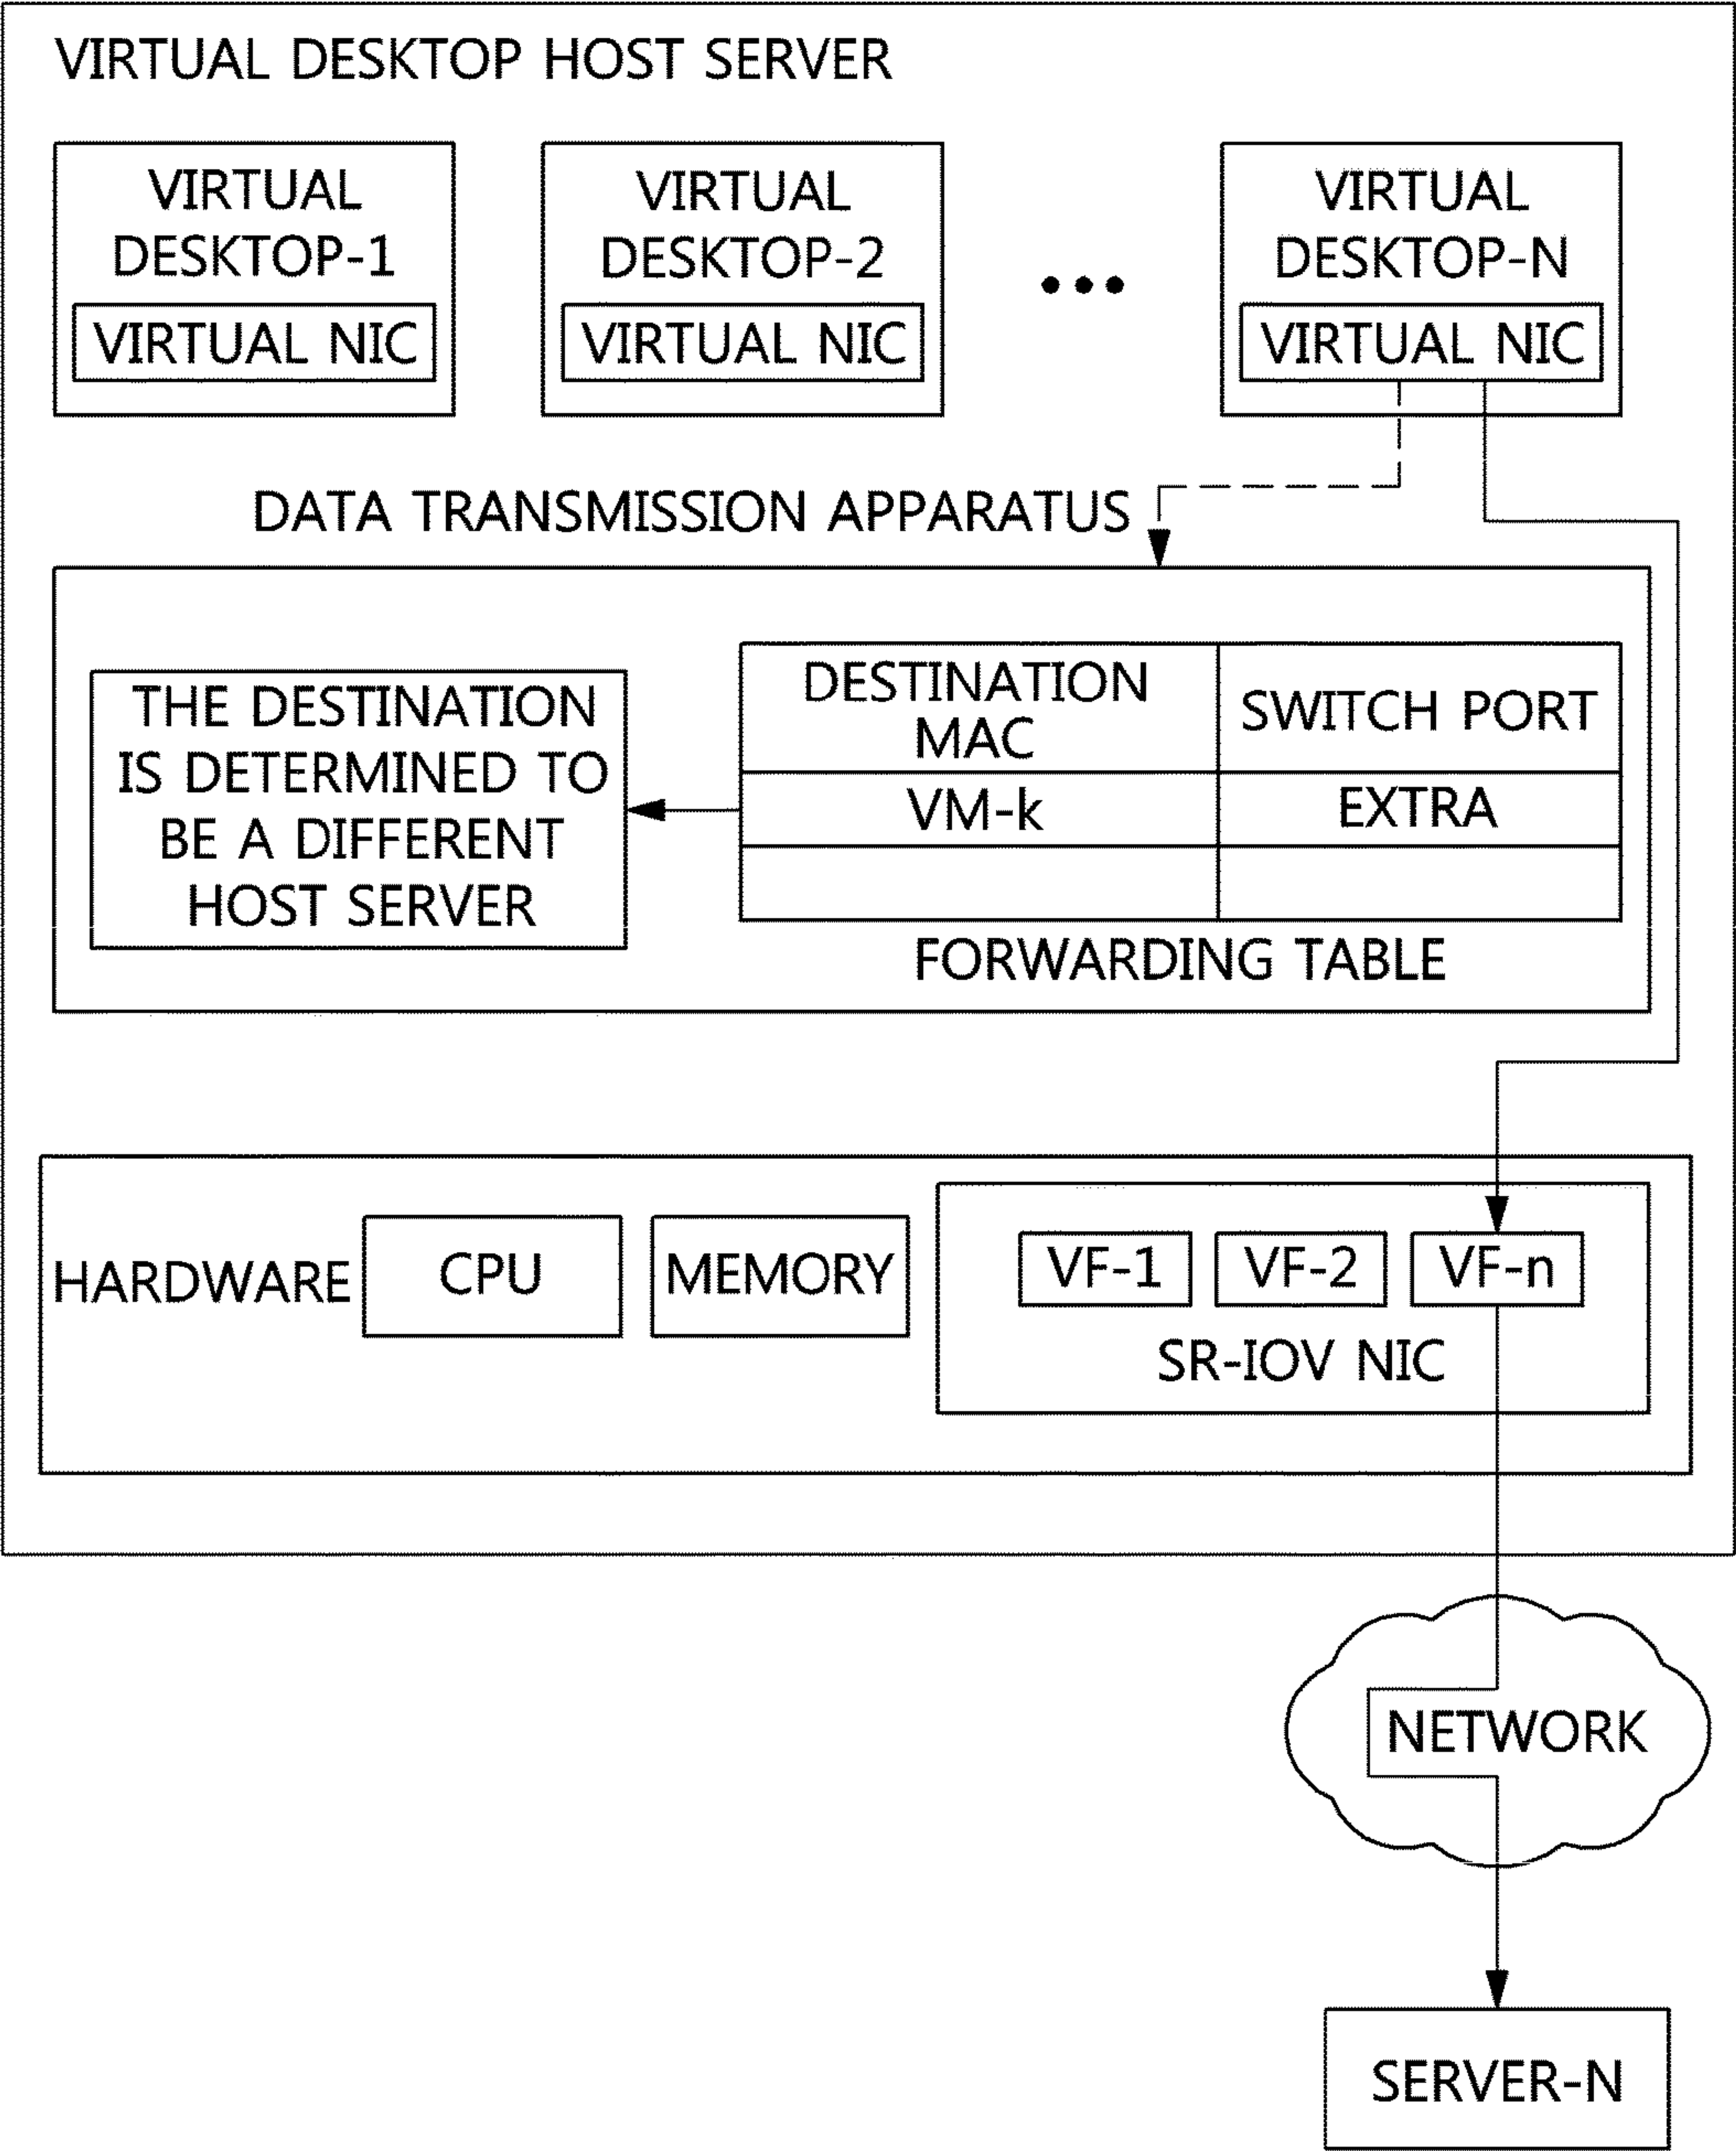 VIRTUAL DESKTOP HOST SERVER
VIRTUAL
DESKTOP-1
VIRTUAL NIC
VIRTUAL
DESKTOP-2
VIRTUAL NIC
VIRTUAL
DESKTOP-N
VIRTUAL NIC
DATA TRANSMISSION APPARATUS
THE DESTINATION
IS DETERMINED TO
BE A DIFFERENT
HOST SERVER
DESTINATION
MAC
SWITCH PORT
VM-k
EXTRA
FORWARDING TABLE
HARDWARE
CPU
MEMORY
VF-1
VF-2
VF-n
SR-IOV NIC
NETWORK
SERVER-N